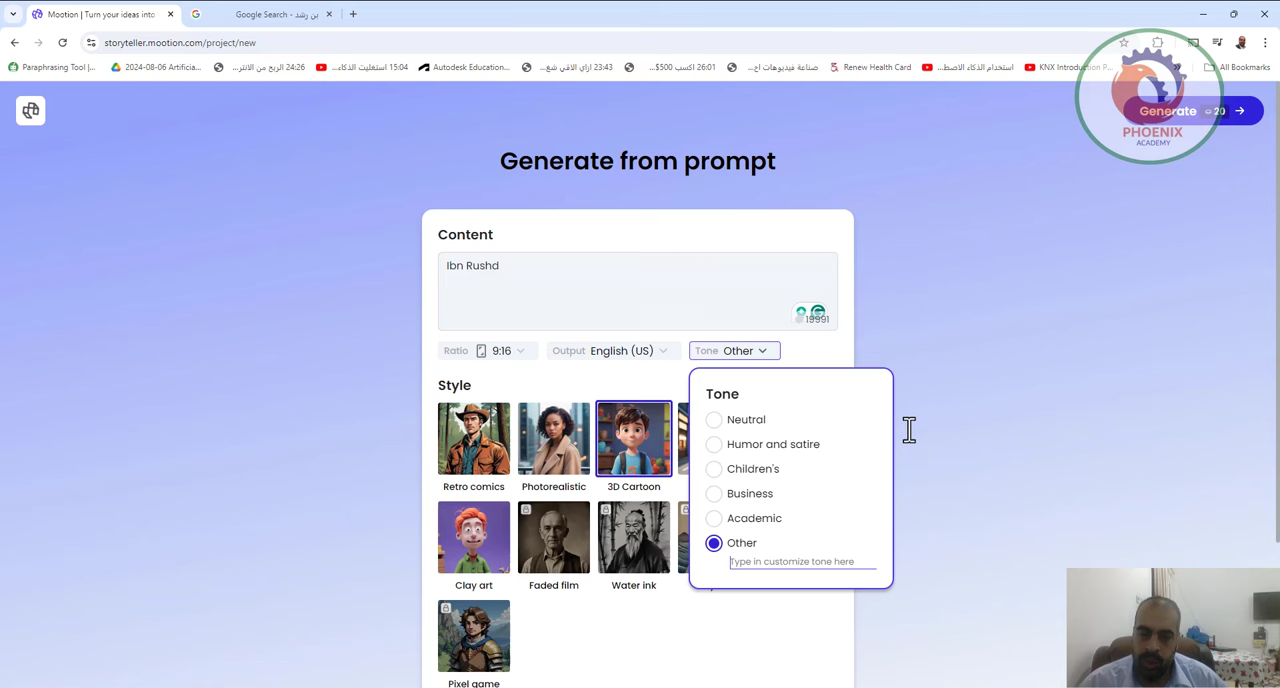 Mootion | Turn your ideas into
بن رشد - Google Search
storyteller.mootion.com/project/new
Paraphrasing Tool |...
2024-08-06 Artificia...
24:26 الربح من الانتر...
15:04 استغليت الذكاء...
Autodesk Education...
23:43 ازاي الاقي شغ...
26:01 اكسب 500$...
صناعة فيديوهات اح...
Renew Health Card
استخدام الذكاء الاصط...
KNX Introduction P...
All Bookmarks
Generate 20
PHOENIX
ACADEMY
Generate from prompt
Content
Ibn Rushd
19991
Ratio 9:16
Output English (US)
Tone Other
Style
Tone
Neutral
Humor and satire
Children's
Business
Academic
Other
Type in customize tone here
Retro comics
Photorealistic
3D Cartoon
Clay art
Faded film
Water ink
Pixel game